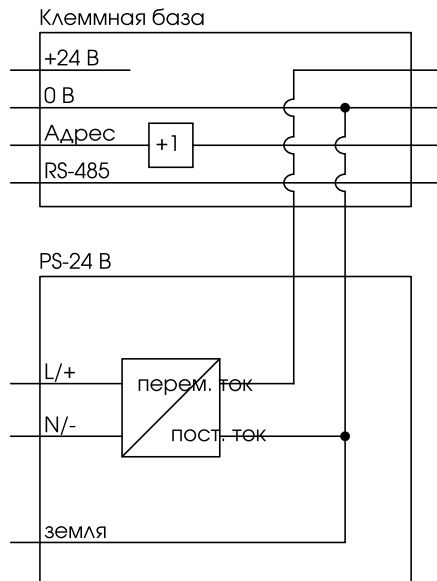 Клеммная база
+24 В
0 В
Адрес
+1
RS-485
PS-24 В
L/+
перем. ток
N/-
пост. ток
земля